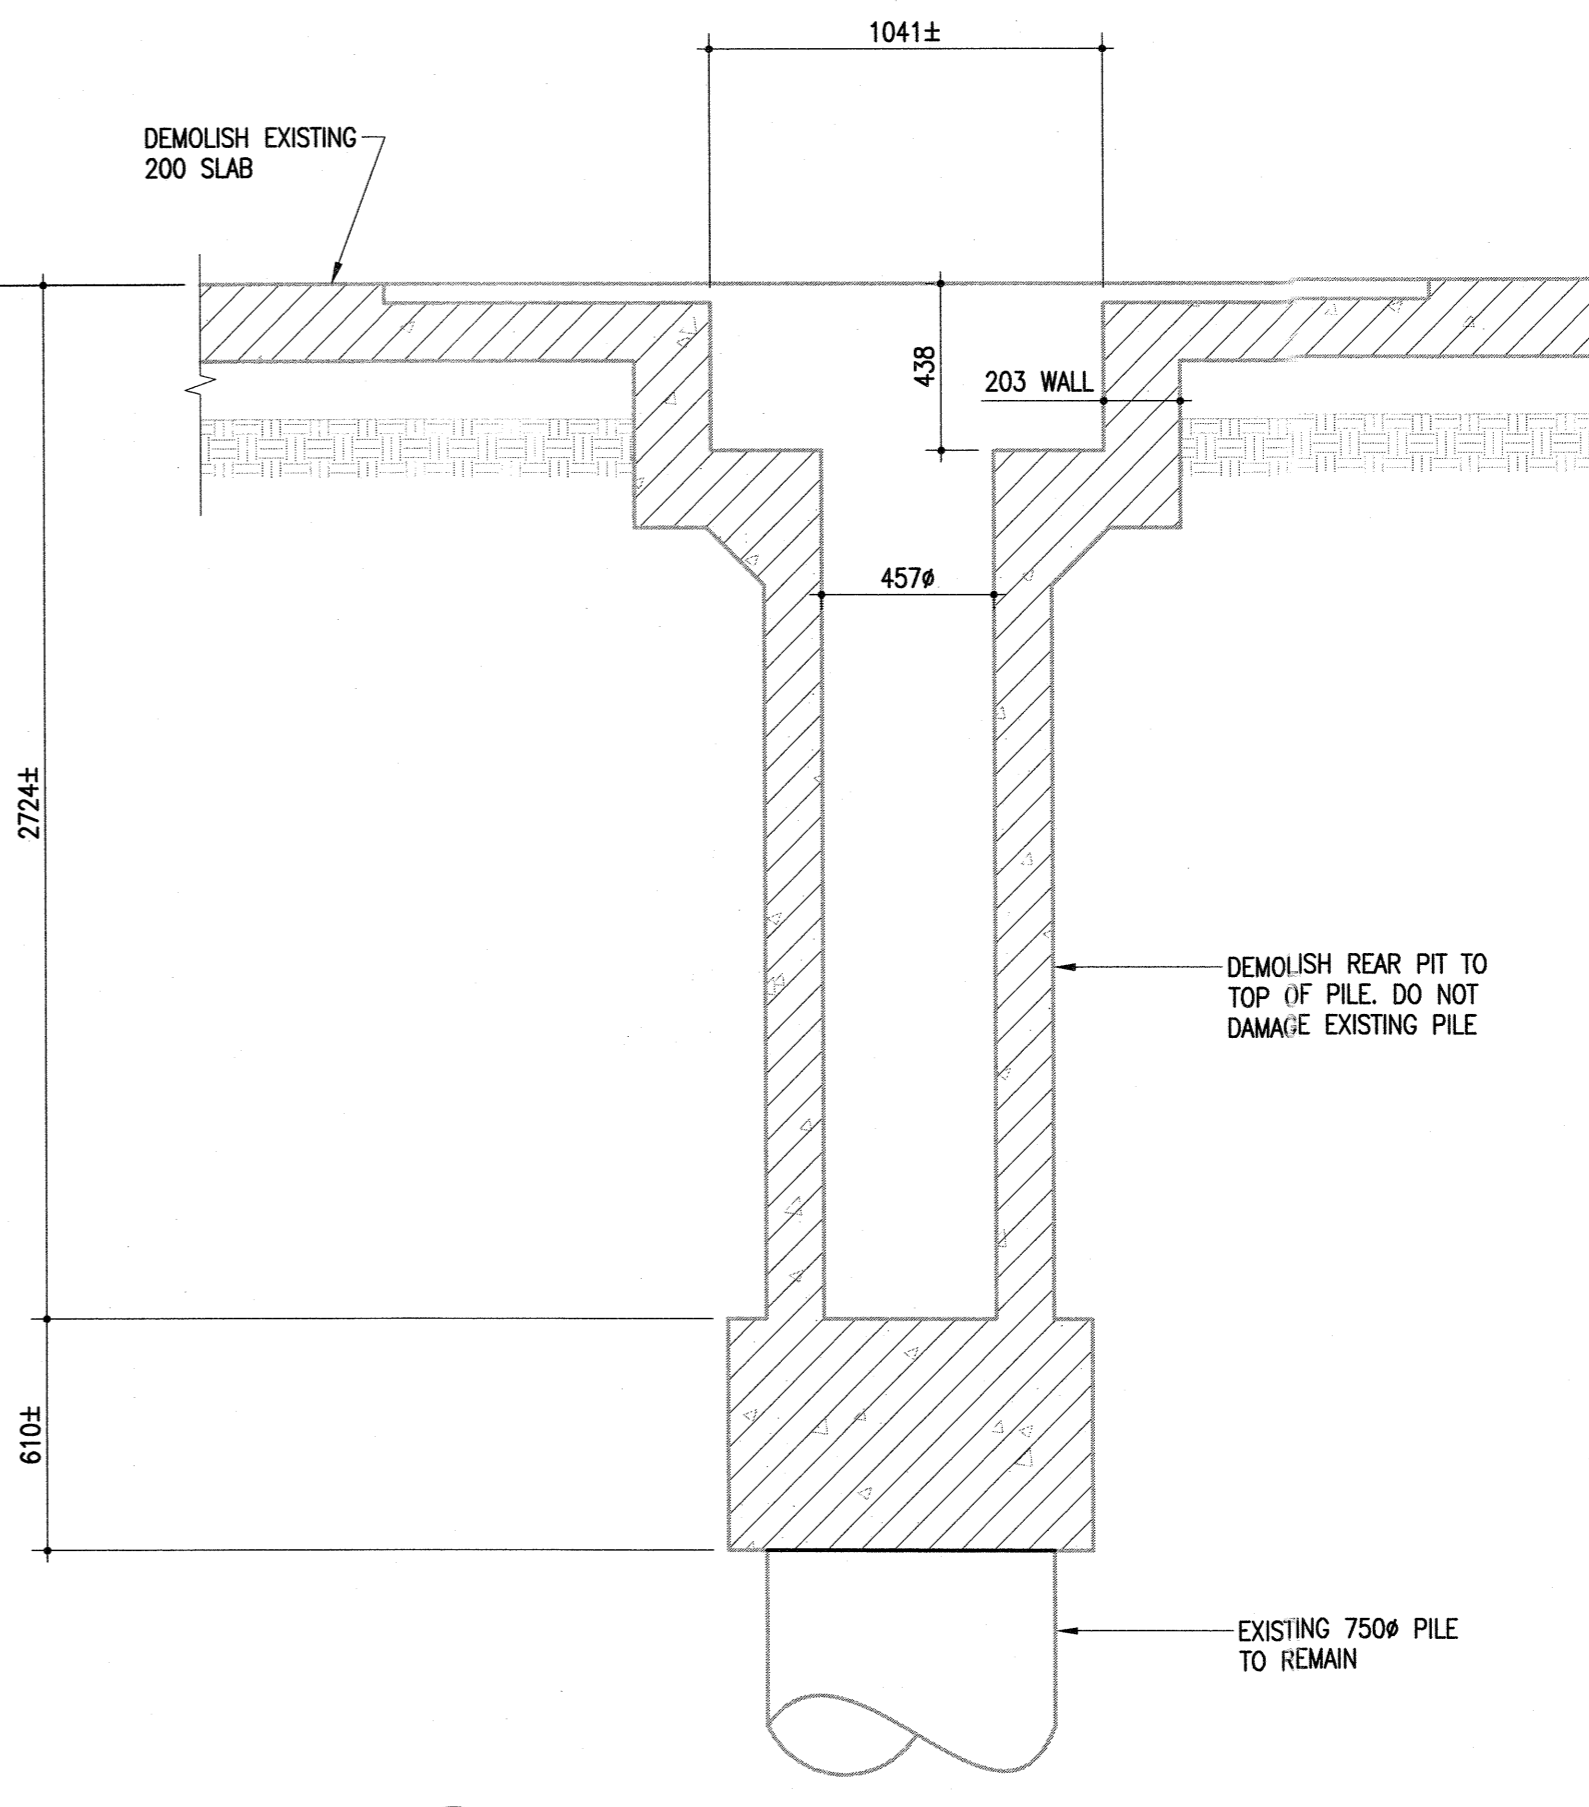 1041±
DEMOLISH EXISTING
200 SLAB
438
203 WALL
457ø
2724±
DEMOLISH REAR PIT TO
TOP OF PILE. DO NOT
DAMAGE EXISTING PILE
610±
EXISTING 750ø PILE
TO REMAIN